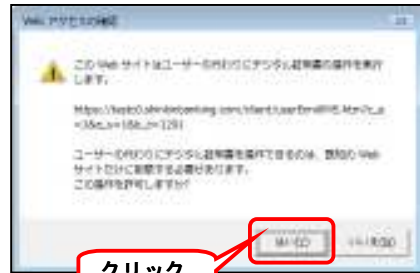 Web アクセスの確認
この Web サイトはユーザーの代わりにデジタル証明書の操作を実行
します。
ユーザーの代わりにデジタル証明書を操作できるのは、既知の Web
サイトだけに制限する必要があります。
この操作を許可しますか?
はい(Y)
いいえ(N)
クリック